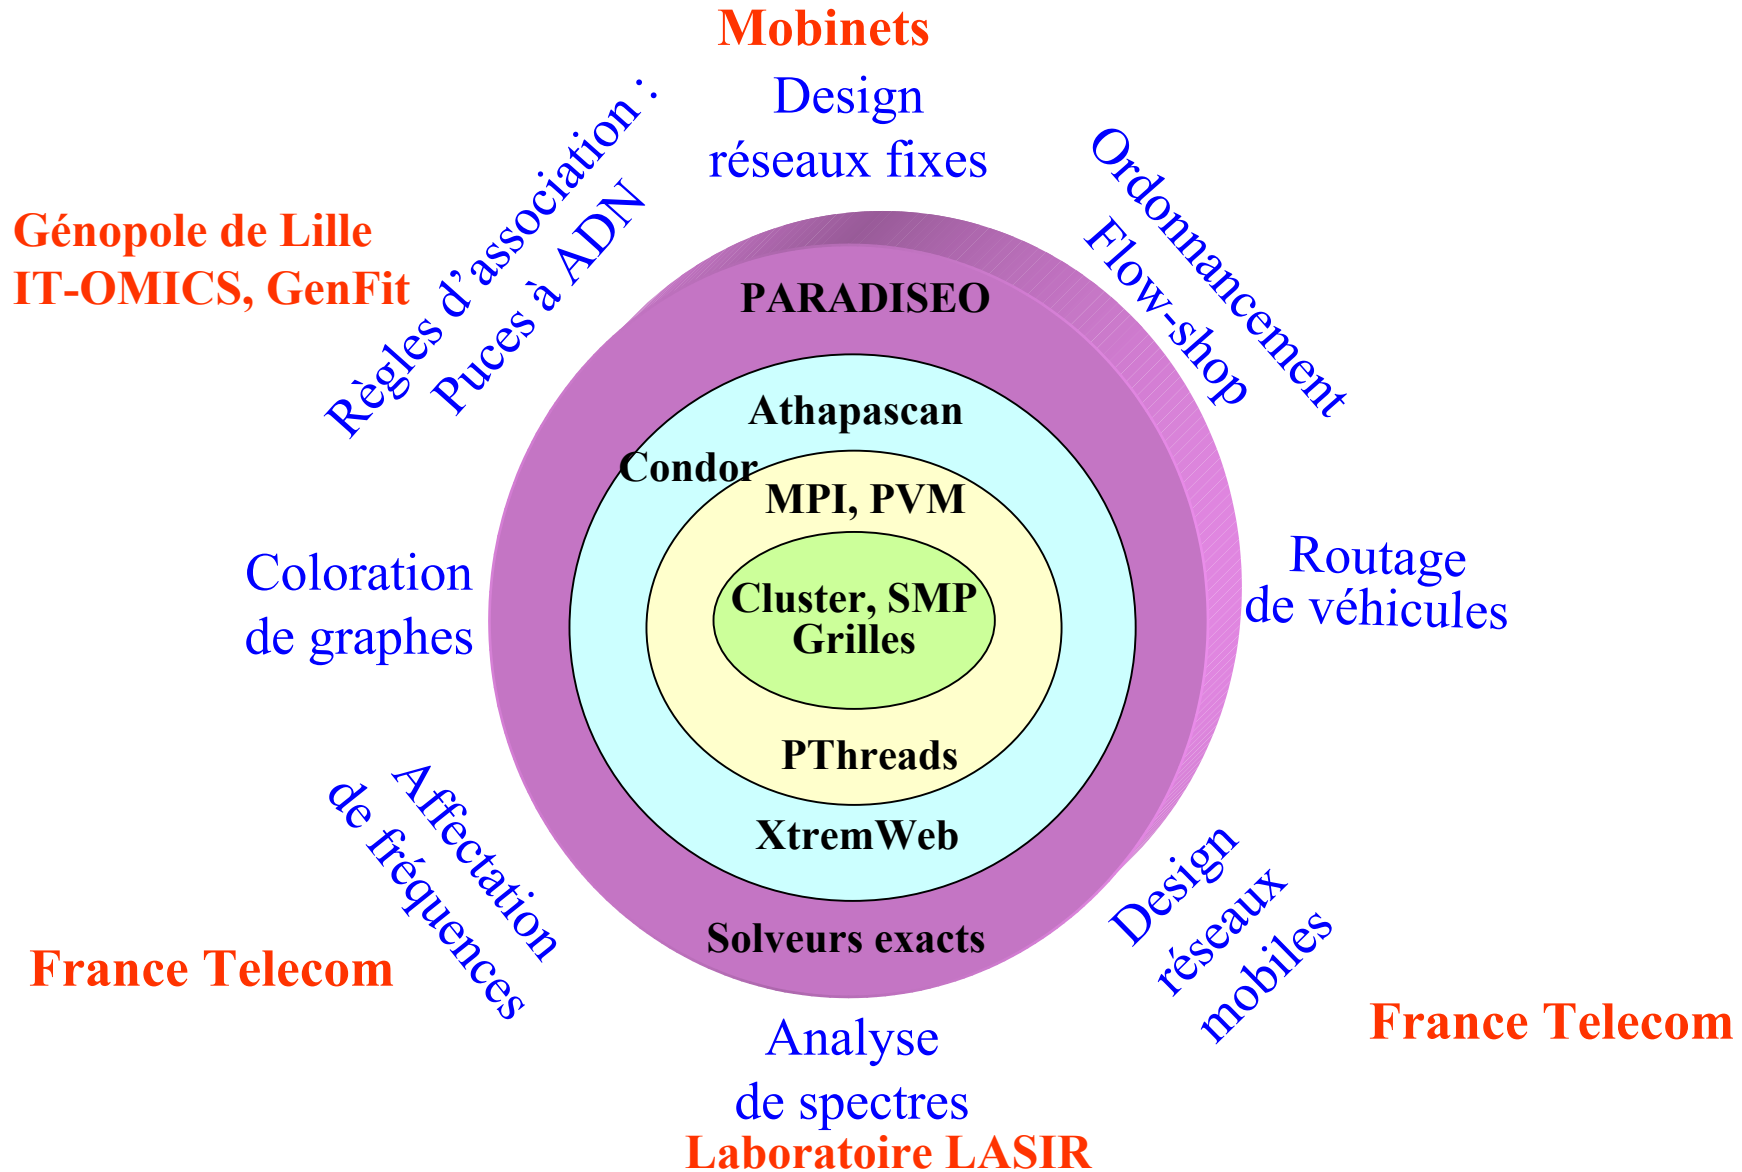 Mobinets
Design
réseaux fixes
Règles d’association :
Puces à ADN
Ordonnancement
Flow-shop
Génopole de Lille
IT-OMICS, GenFit
PARADISEO
Athapascan
Condor
MPI, PVM
Cluster, SMP
Grilles
PThreads
XtremWeb
Solveurs exacts
Coloration
de graphes
Routage
de véhicules
Affectation
de fréquences
France Telecom
Design
réseaux
mobiles
France Telecom
Analyse
de spectres
Laboratoire LASIR